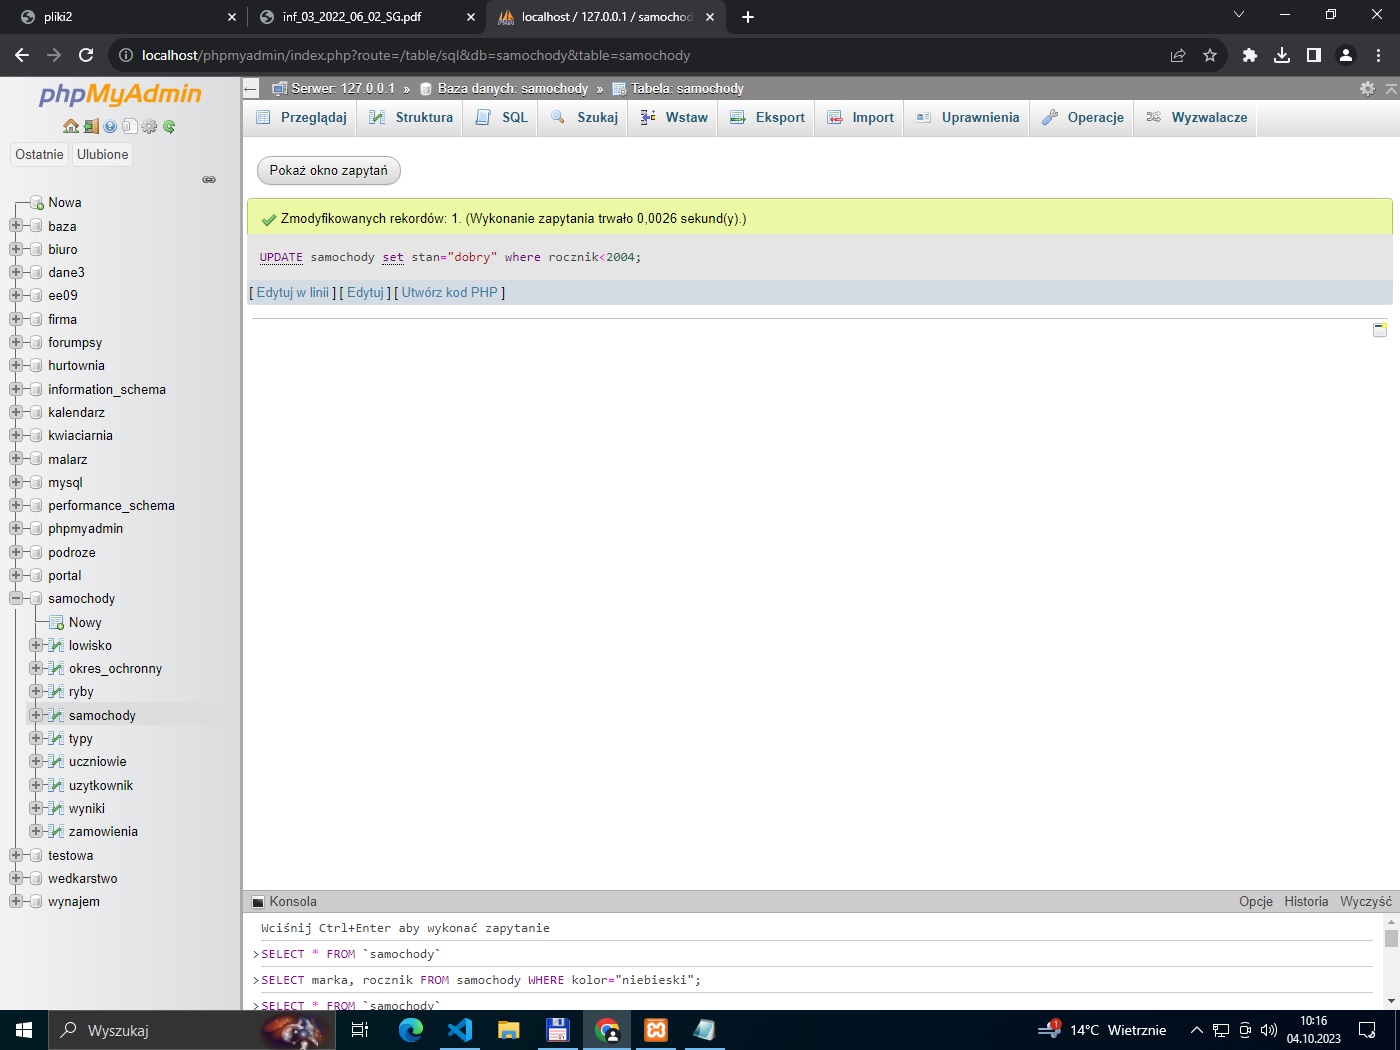 pliki2
inf_03_2022_06_02_SG.pdf
localhost / 127.0.0.1 / samochod
localhost/phpmyadmin/index.php?route=/table/sql&db=samochody&table=samochody
phpMyAdmin
Ostatnie Ulubione
Nowa
baza
biuro
dane3
ee09
firma
forumpsy
hurtownia
information_schema
kalendarz
kwiaciarnia
malarz
mysql
performance_schema
phpmyadmin
podroze
portal
samochody
Nowy
lowisko
okres_ochronny
ryby
samochody
typy
uczniowie
uzytkownik
wyniki
zamowienia
testowa
wedkarstwo
wynajem
Serwer: 127.0.0.1 » Baza danych: samochody » Tabela: samochody
Przeglądaj Struktura SQL Szukaj Wstaw Eksport Import Uprawnienia Operacje Wyzwalacze
Pokaż okno zapytań
Zmodyfikowanych rekordów: 1. (Wykonanie zapytania trwało 0,0026 sekund(y).)
UPDATE samochody set stan="dobry" where rocznik<2004;
[ Edytuj w linii ] [ Edytuj ] [ Utwórz kod PHP ]
Konsola Opcje Historia Wyczyść
Wciśnij Ctrl+Enter aby wykonać zapytanie
>SELECT * FROM `samochody`
>SELECT marka, rocznik FROM samochody WHERE kolor="niebieski";
>SELECT * FROM `samochody`
Wyszukaj
1
14°C Wietrznie
10:16
04.10.2023